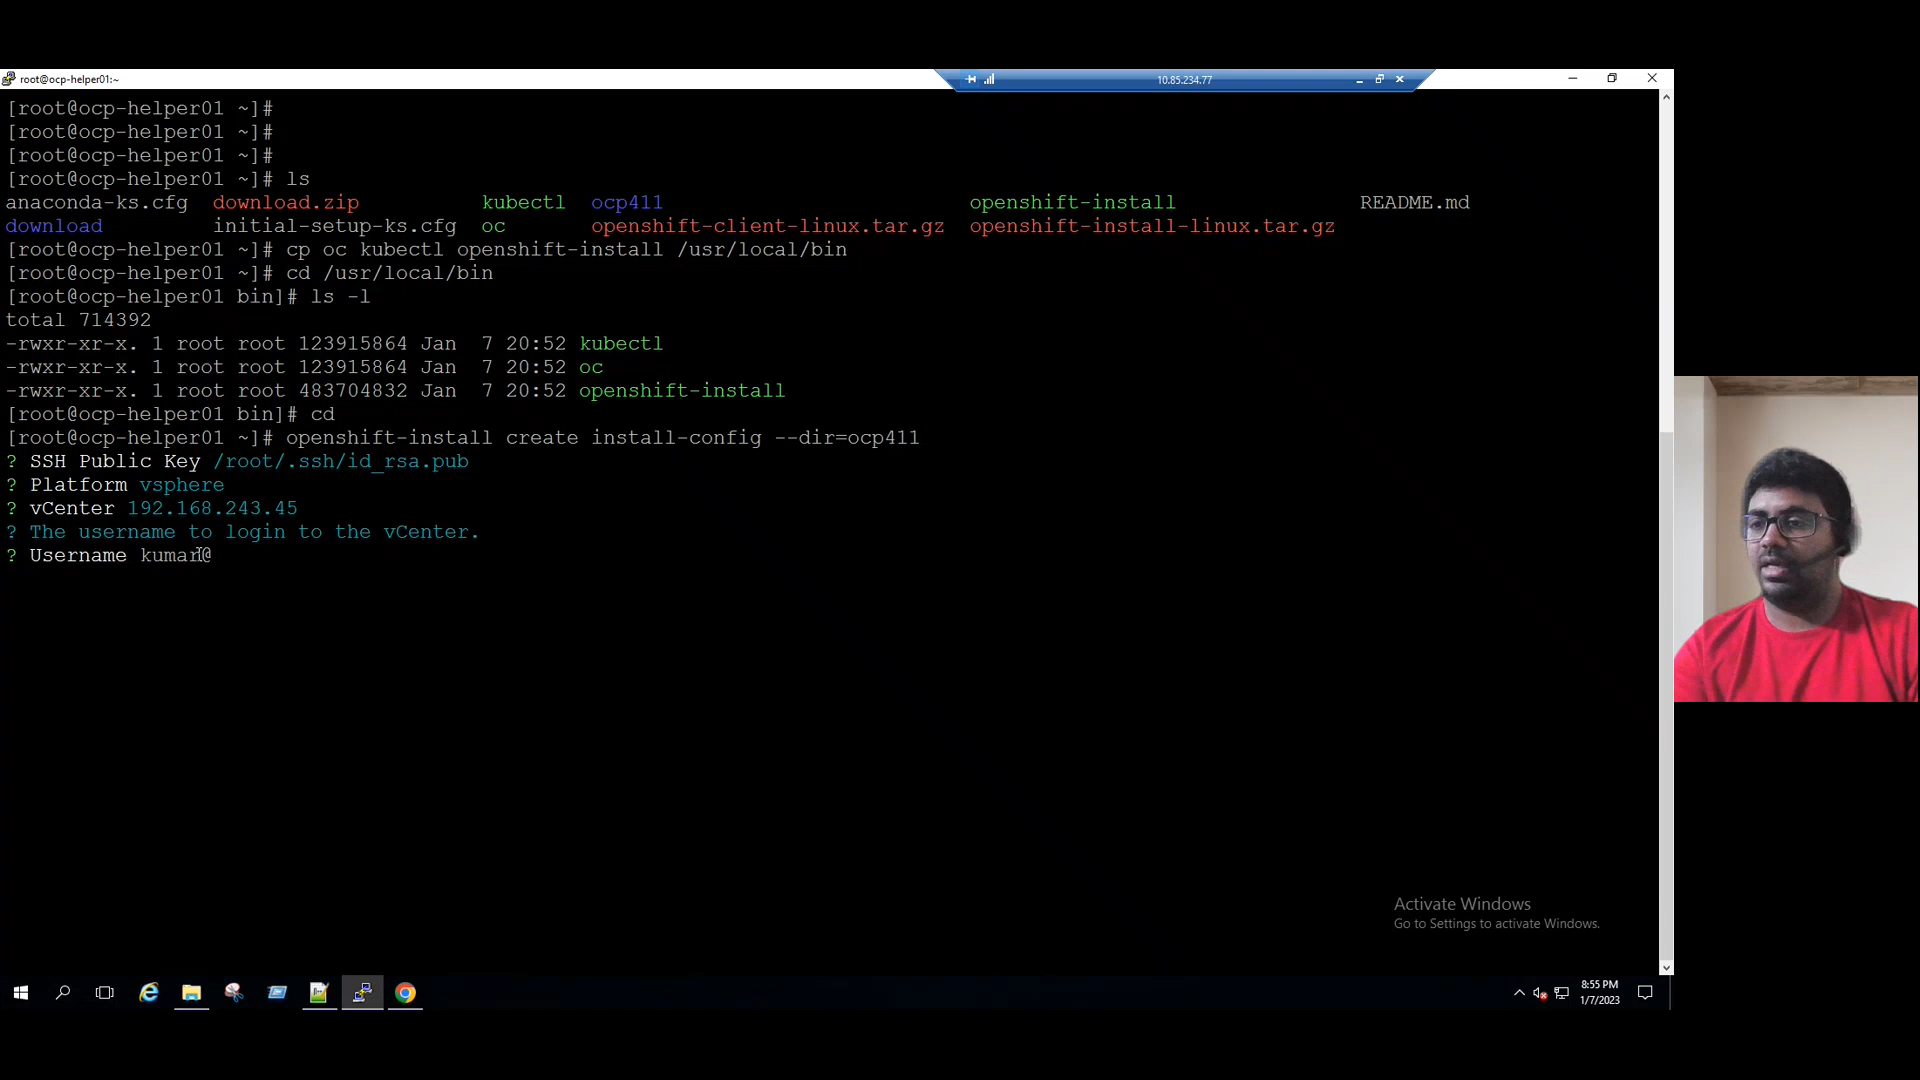 root@ocp-helper01:~
10.85.234.77
[root@ocp-helper01 ~]#
[root@ocp-helper01 ~]#
[root@ocp-helper01 ~]#
[root@ocp-helper01 ~]# ls
anaconda-ks.cfg download.zip kubectl ocp411 openshift-install README.md
download initial-setup-ks.cfg oc openshift-client-linux.tar.gz openshift-install-linux.tar.gz
[root@ocp-helper01 ~]# cp oc kubectl openshift-install /usr/local/bin
[root@ocp-helper01 ~]# cd /usr/local/bin
[root@ocp-helper01 bin]# ls -l
total 714392
-rwxr-xr-x. 1 root root 123915864 Jan 7 20:52 kubectl
-rwxr-xr-x. 1 root root 123915864 Jan 7 20:52 oc
-rwxr-xr-x. 1 root root 483704832 Jan 7 20:52 openshift-install
[root@ocp-helper01 bin]# cd
[root@ocp-helper01 ~]# openshift-install create install-config --dir=ocp411
? SSH Public Key /root/.ssh/id_rsa.pub
? Platform vsphere
? vCenter 192.168.243.45
? The username to login to the vCenter.
? Username kumar@
Activate Windows
Go to Settings to activate Windows.
8:55 PM
1/7/2023